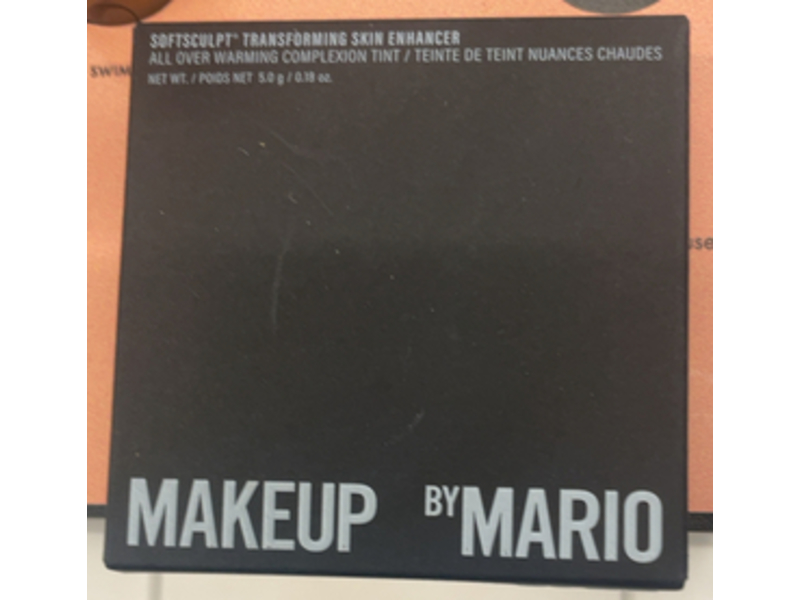 SOFTSCULPT™ TRANSFORMING SKIN ENHANCER
ALL OVER WARMING COMPLEXION TINT / TEINTE DE TEINT NUANCES CHAUDES
NET WT. / POIDS NET 5.0 g / 0.18 oz.
SWIM
MAKEUP BY MARIO